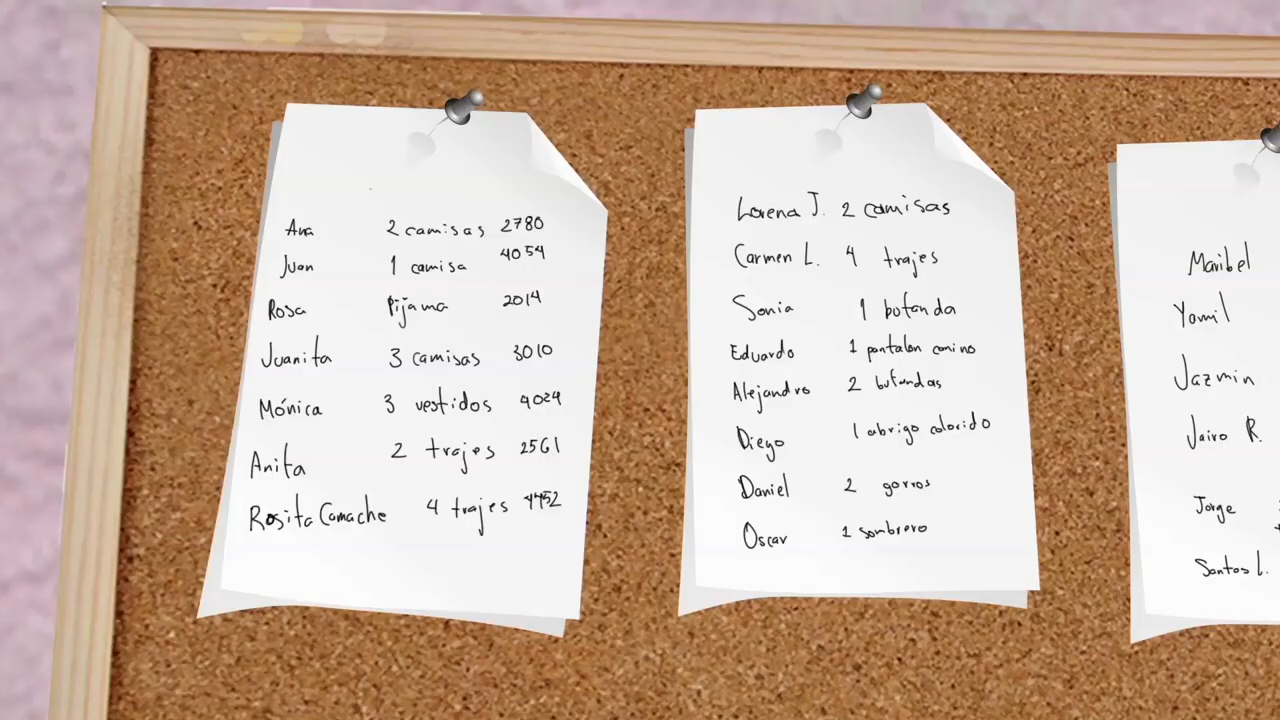 Ana 2 camisas 2780
Juan 1 camisa 4054
Rosa Pijama 2014
Juanita 3 camisas 3010
Mónica 3 vestidos 4024
Anita 2 trajes 2561
Rosita Camache 4 trajes 4452
Lorena J. 2 camisas
Carmen L. 4 trajes
Sonia 1 bufanda
Eduardo 1 pantalon canino
Alejandro 2 bufandas
Diego 1 abrigo colorido
Daniel 2 gorros
Oscar 1 sombrero
Maribel
Yamil
Jazmin
Jairo R.
Jorge
Santos L.